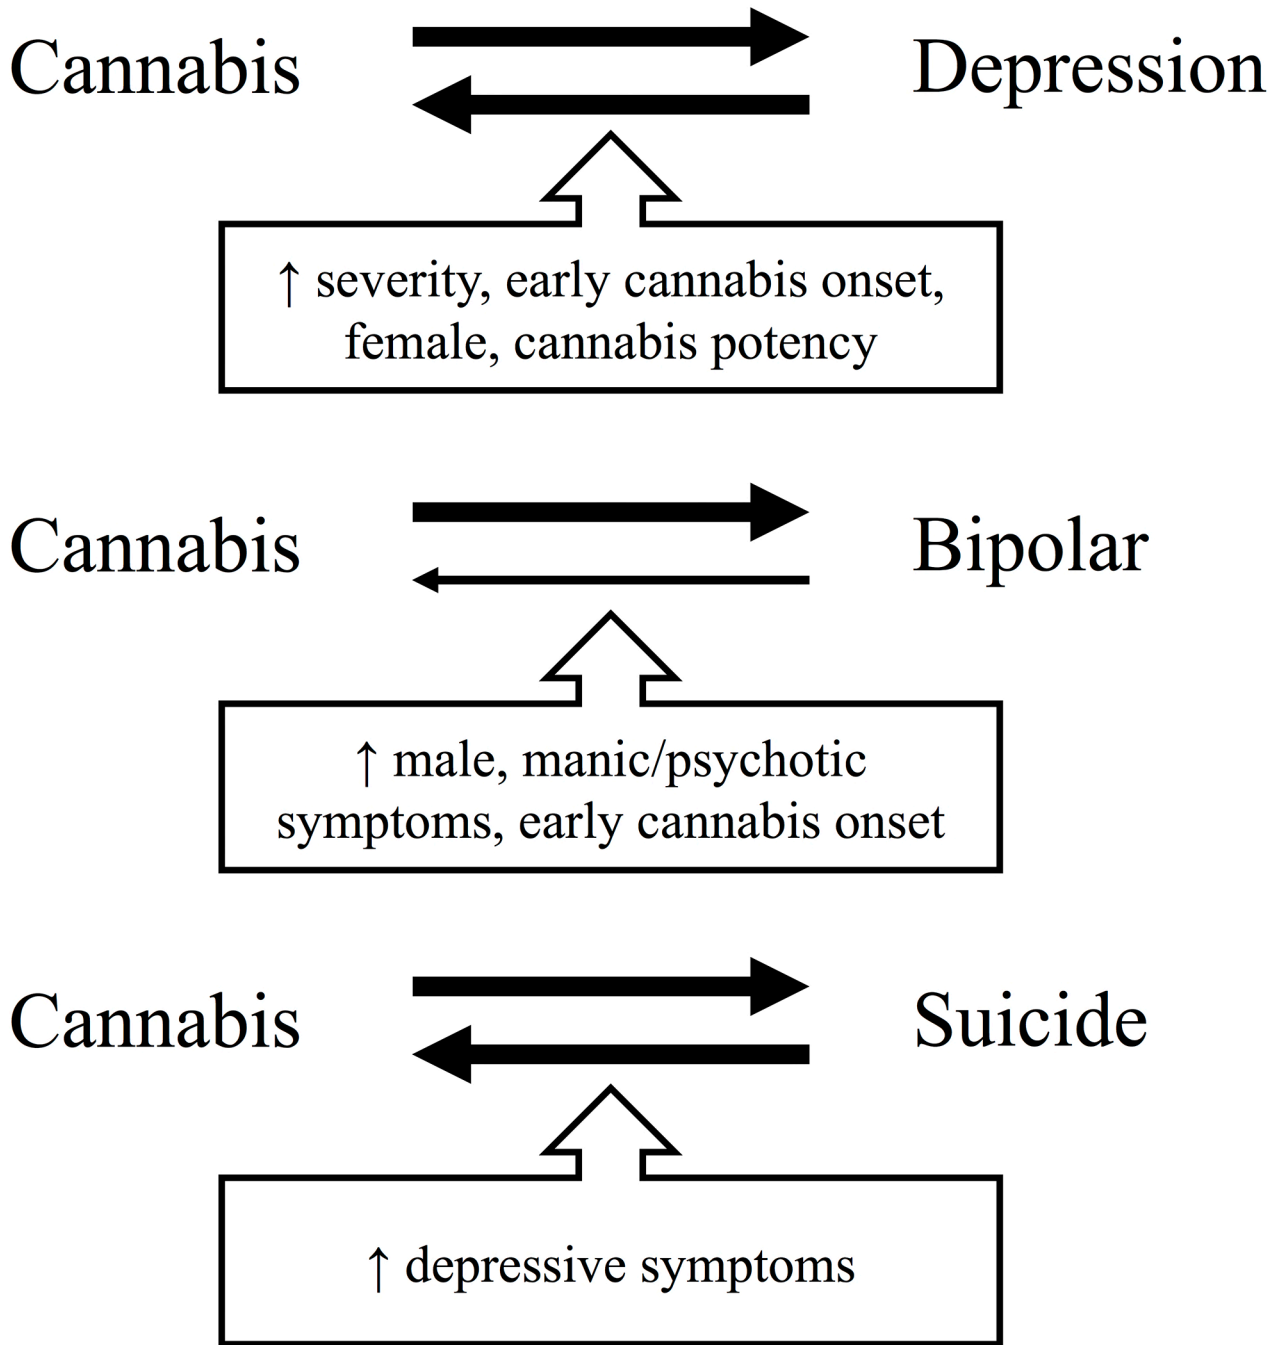 Cannabis
Depression
↑ severity, early cannabis onset,
female, cannabis potency
Cannabis
Bipolar
↑ male, manic/psychotic
symptoms, early cannabis onset
Cannabis
Suicide
↑ depressive symptoms